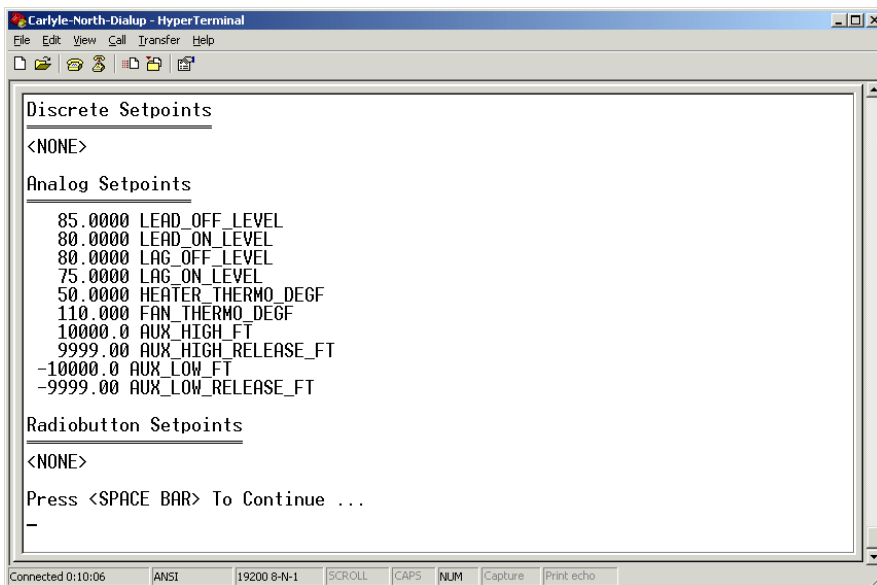 Carlyle-North-Dialup - HyperTerminal
File Edit View Call Transfer Help
Discrete Setpoints
<NONE>
Analog Setpoints
85.0000 LEAD_OFF_LEVEL
80.0000 LEAD_ON_LEVEL
80.0000 LAG_OFF_LEVEL
75.0000 LAG_ON_LEVEL
50.0000 HEATER_THERMO_DEGF
110.000 FAN_THERMO_DEGF
10000.0 AUX_HIGH_FT
9999.00 AUX_HIGH_RELEASE_FT
-10000.0 AUX_LOW_FT
-9999.00 AUX_LOW_RELEASE_FT
Radiobutton Setpoints
<NONE>
Press <SPACE BAR> To Continue ...
Connected 0:10:06 ANSI 19200 8-N-1 SCROLL CAPS NUM Capture Print echo